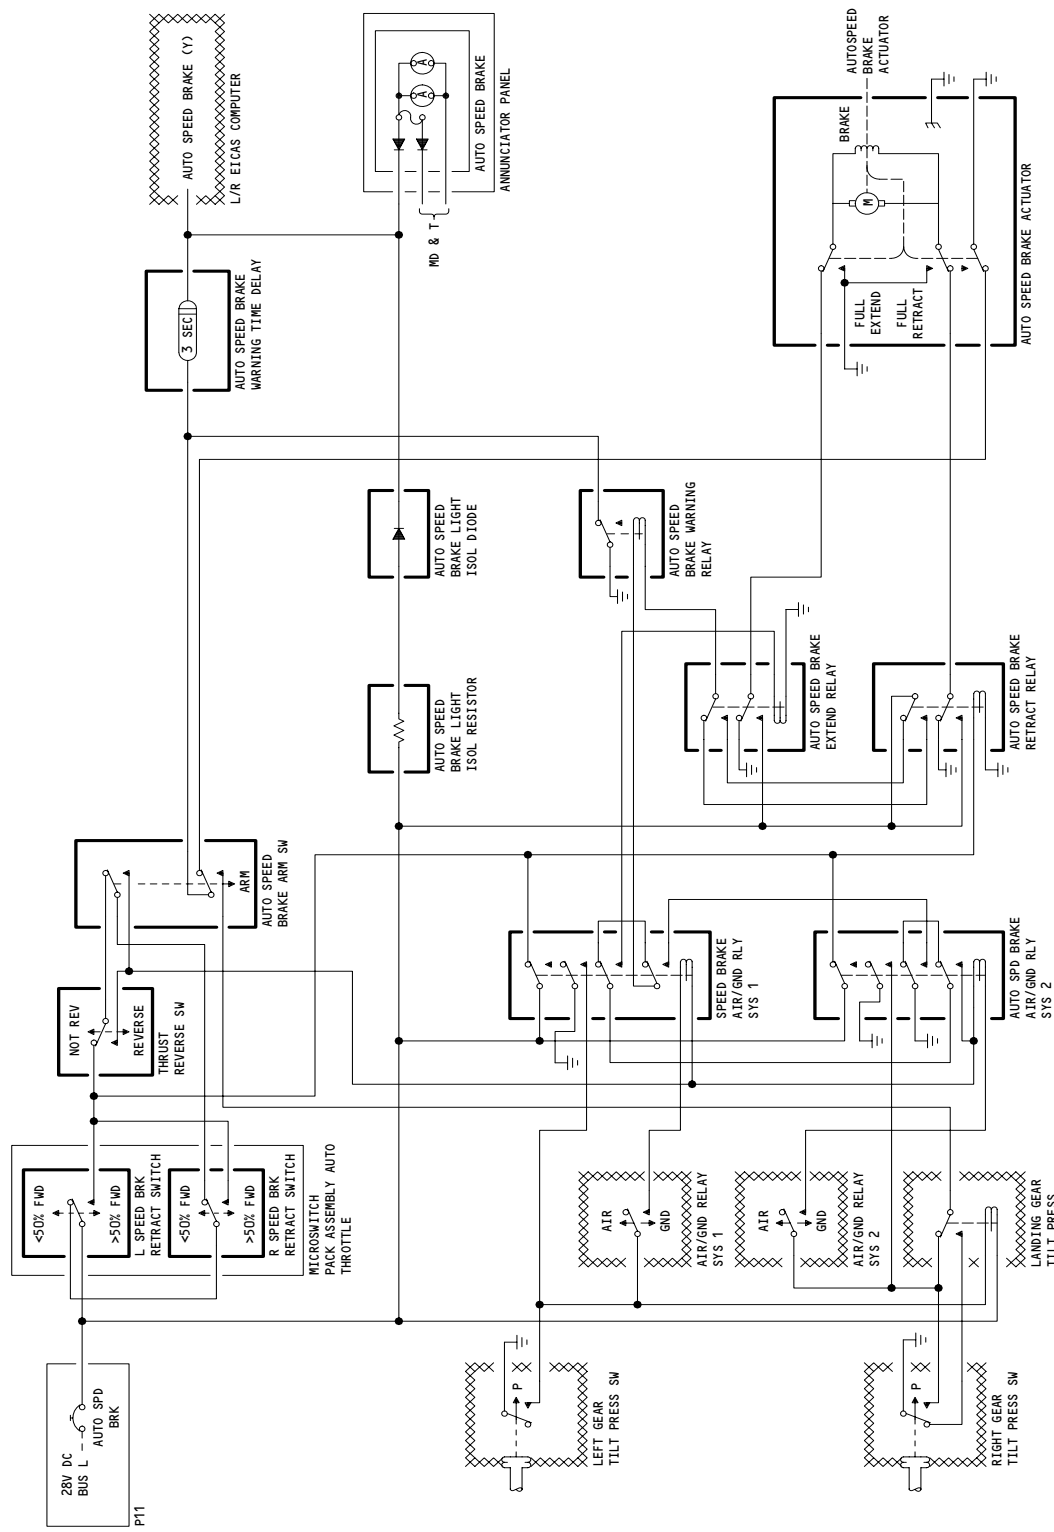 28V DC
BUS L
AUTO SPD
BRK
P11
<50% FWD
>50% FWD
L SPEED BRK
RETRACT SWITCH
<50% FWD
>50% FWD
R SPEED BRK
RETRACT SWITCH
MICROSWITCH
PACK ASSEMBLY AUTO
THROTTLE
NOT REV
REVERSE
THRUST
REVERSE SW
ARM
AUTO SPEED
BRAKE ARM SW
3 SEC
AUTO SPEED BRAKE
WARNING TIME DELAY
AUTO SPEED BRAKE (Y)
L/R EICAS COMPUTER
AUTO SPEED
BRAKE LIGHT
ISOL RESISTOR
AUTO SPEED
BRAKE LIGHT
ISOL DIODE
MD & T
A
A
AUTO SPEED BRAKE
ANNUNCIATOR PANEL
P
LEFT GEAR
TILT PRESS SW
AIR
GND
AIR/GND RELAY
SYS 1
AIR
GND
AIR/GND RELAY
SYS 2
SPEED BRAKE
AIR/GND RLY
SYS 1
AUTO SPD BRAKE
AIR/GND RLY
SYS 2
AUTO SPEED
BRAKE WARNING
RELAY
AUTO SPEED BRAKE
EXTEND RELAY
AUTO SPEED BRAKE
RETRACT RELAY
AUTOSPEED
BRAKE
ACTUATOR
BRAKE
M
FULL
EXTEND
FULL
RETRACT
AUTO SPEED BRAKE ACTUATOR
P
RIGHT GEAR
TILT PRESS SW
LANDING GEAR
TILT PRESS